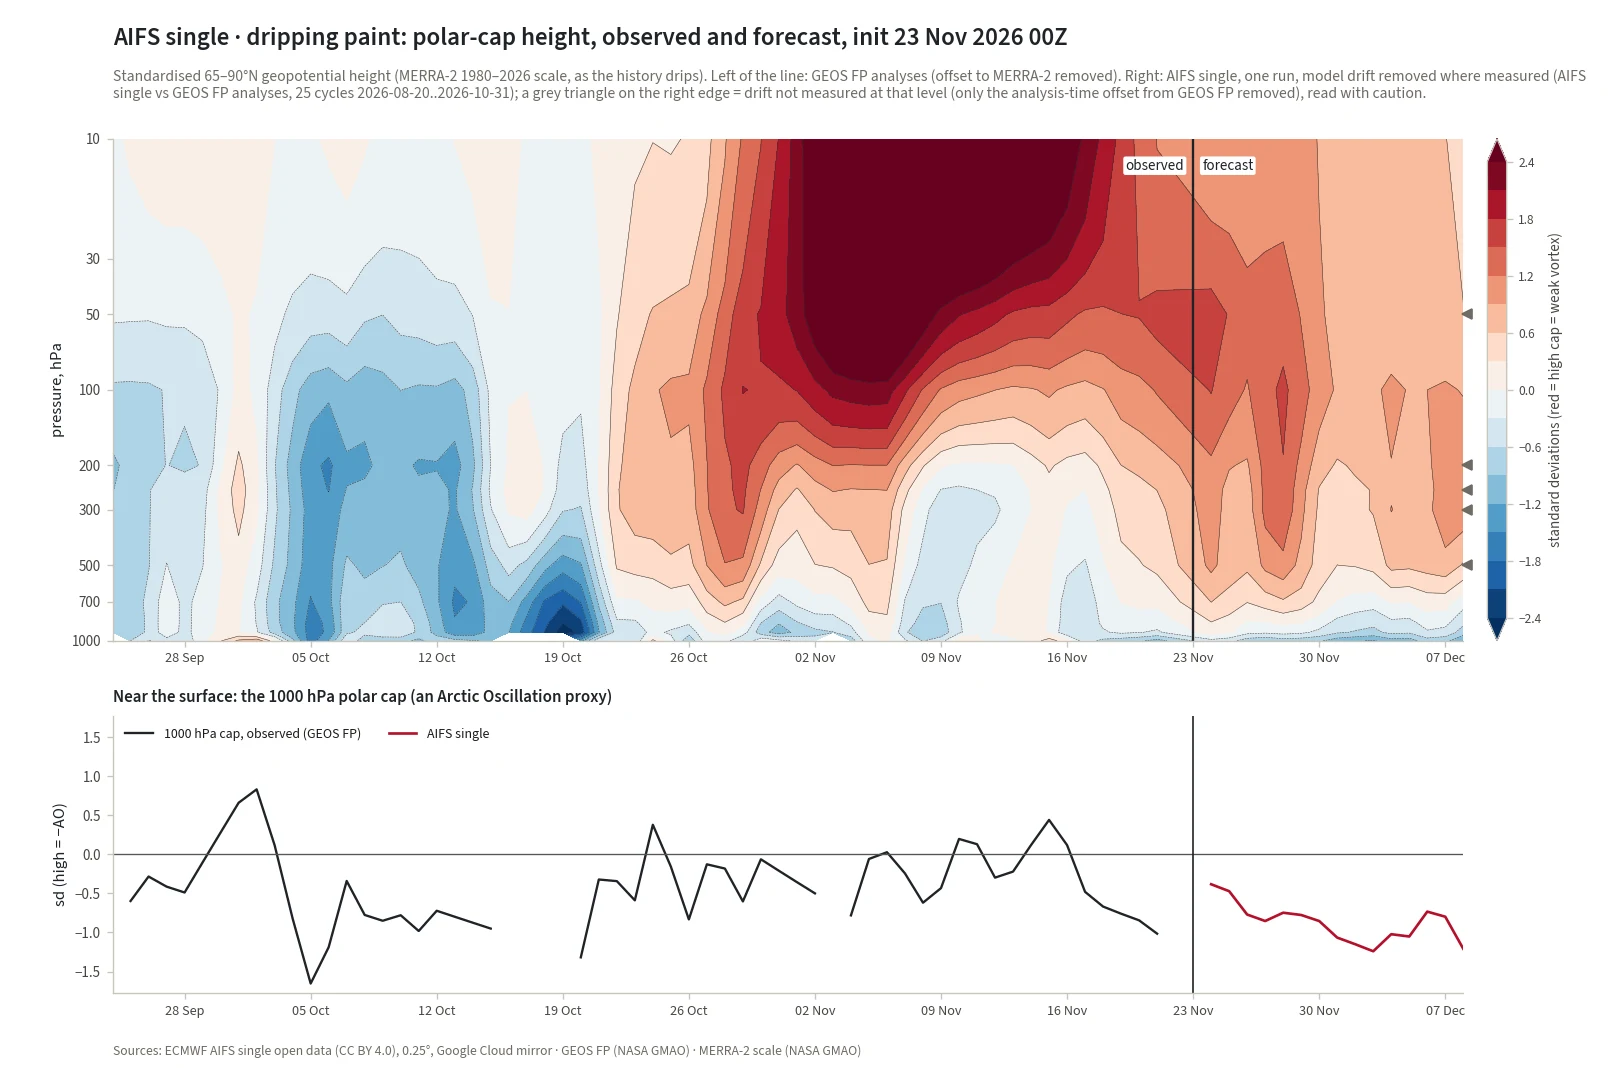 AIFS single · dripping paint: polar-cap height, observed and forecast, init 23 Nov 2026 00Z
Standardised 65–90°N geopotential height (MERRA-2 1980–2026 scale, as the history drips). Left of the line: GEOS FP analyses (offset to MERRA-2 removed). Right: AIFS single, one run, model drift removed where measured (AIFS
single vs GEOS FP analyses, 25 cycles 2026-08-20..2026-10-31); a grey triangle on the right edge = drift not measured at that level (only the analysis-time offset from GEOS FP removed), read with caution.
pressure, hPa
10
30
50
100
200
300
500
700
1000
observed
forecast
28 Sep
05 Oct
12 Oct
19 Oct
26 Oct
02 Nov
09 Nov
16 Nov
23 Nov
30 Nov
07 Dec
2.4
1.8
1.2
0.6
0.0
−0.6
−1.2
−1.8
−2.4
standard deviations (red = high cap = weak vortex)
Near the surface: the 1000 hPa polar cap (an Arctic Oscillation proxy)
1000 hPa cap, observed (GEOS FP)
AIFS single
sd (high = −AO)
1.5
1.0
0.5
0.0
−0.5
−1.0
−1.5
28 Sep
05 Oct
12 Oct
19 Oct
26 Oct
02 Nov
09 Nov
16 Nov
23 Nov
30 Nov
07 Dec
Sources: ECMWF AIFS single open data (CC BY 4.0), 0.25°, Google Cloud mirror · GEOS FP (NASA GMAO) · MERRA-2 scale (NASA GMAO)